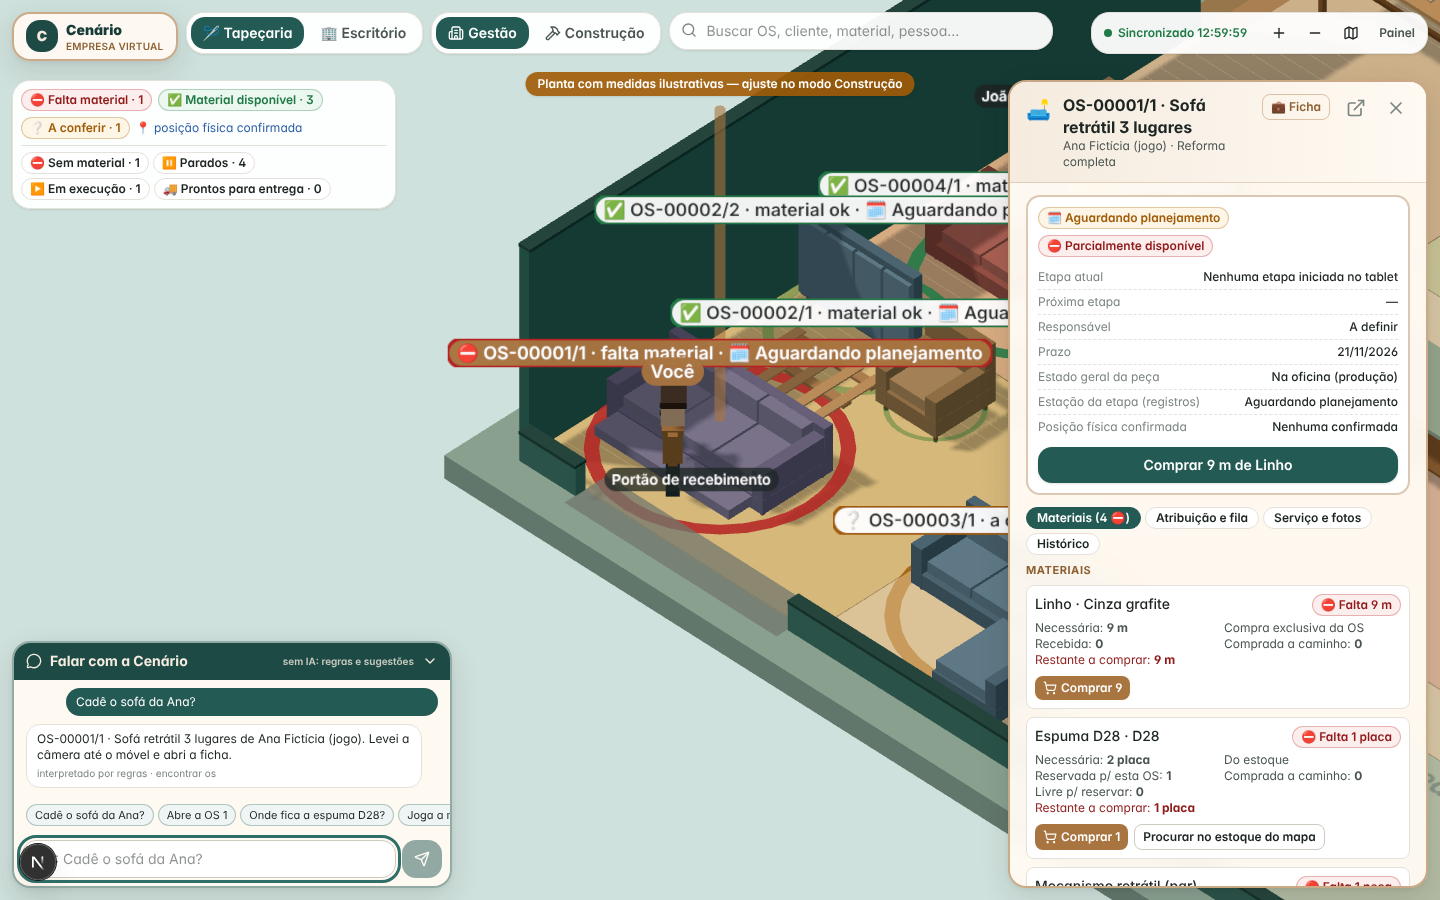 C
Cenário
EMPRESA VIRTUAL
Tapeçaria
Escritório
Gestão
Construção
Buscar OS, cliente, material, pessoa...
Sincronizado 12:59:59
Painel
Planta com medidas ilustrativas — ajuste no modo Construção
Falta material · 1
Material disponível · 3
A conferir · 1
posição física confirmada
Sem material · 1
Parados · 4
Em execução · 1
Prontos para entrega · 0
OS-00004/1 · mat
OS-00002/2 · material ok · Aguardando p
OS-00002/1 · material ok · Agua
OS-00001/1 · falta material · Aguardando planejamento
Você
Portão de recebimento
OS-00003/1 · a c
OS-00001/1 · Sofá
retrátil 3 lugares
Ana Fictícia (jogo) · Reforma
completa
Ficha
Aguardando planejamento
Parcialmente disponível
Etapa atual Nenhuma etapa iniciada no tablet
Próxima etapa —
Responsável A definir
Prazo 21/11/2026
Estado geral da peça Na oficina (produção)
Estação da etapa (registros) Aguardando planejamento
Posição física confirmada Nenhuma confirmada
Comprar 9 m de Linho
Materiais (4 ⛔)
Atribuição e fila
Serviço e fotos
Histórico
MATERIAIS
Linho · Cinza grafite
Falta 9 m
Necessária: 9 m
Compra exclusiva da OS
Recebida: 0
Comprada a caminho: 0
Restante a comprar: 9 m
Comprar 9
Espuma D28 · D28
Falta 1 placa
Necessária: 2 placa
Do estoque
Reservada p/ esta OS: 1
Comprada a caminho: 0
Livre p/ reservar: 0
Restante a comprar: 1 placa
Comprar 1
Procurar no estoque do mapa
Mecanismo retrátil (par)
Falta 1 peça
Falar com a Cenário
sem IA: regras e sugestões
Cadê o sofá da Ana?
OS-00001/1 · Sofá retrátil 3 lugares de Ana Fictícia (jogo). Levei a
câmera até o móvel e abri a ficha.
interpretado por regras · encontrar os
Cadê o sofá da Ana?
Abre a OS 1
Onde fica a espuma D28?
Joga a
N
Cadê o sofá da Ana?